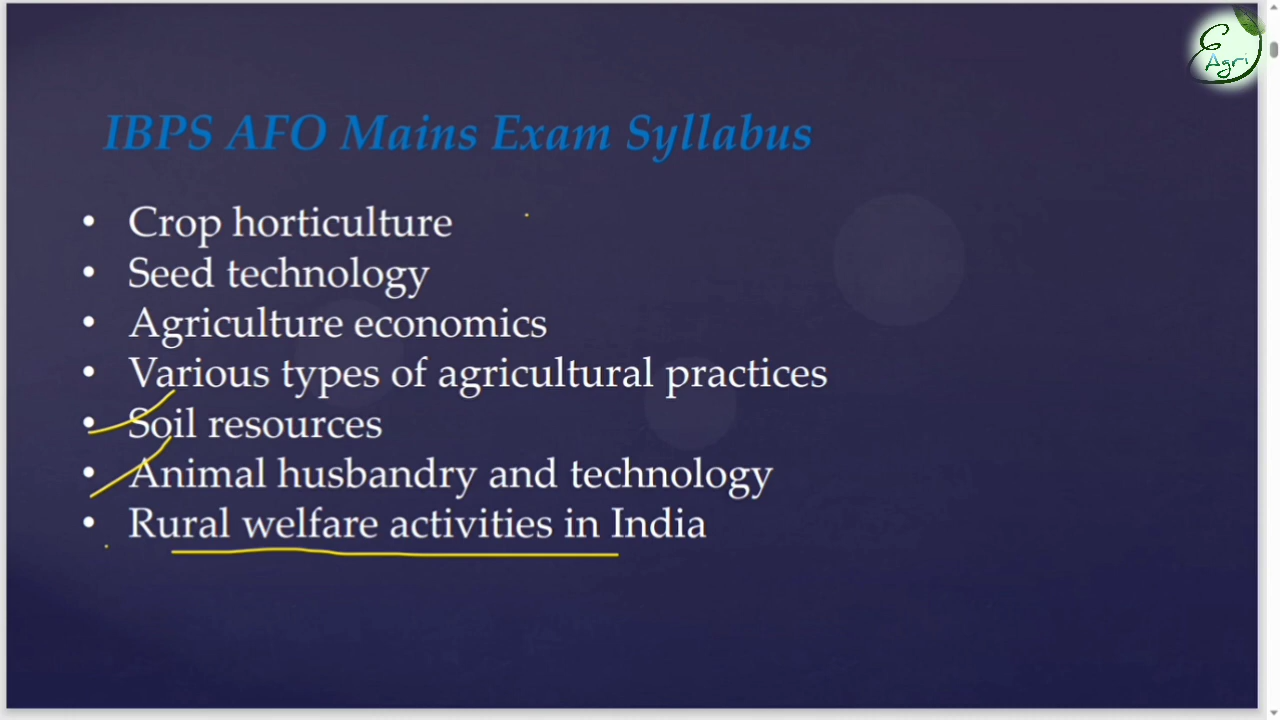 E
Agri
IBPS AFO Mains Exam Syllabus
• Crop horticulture
• Seed technology
• Agriculture economics
• Various types of agricultural practices
• Soil resources
• Animal husbandry and technology
• Rural welfare activities in India